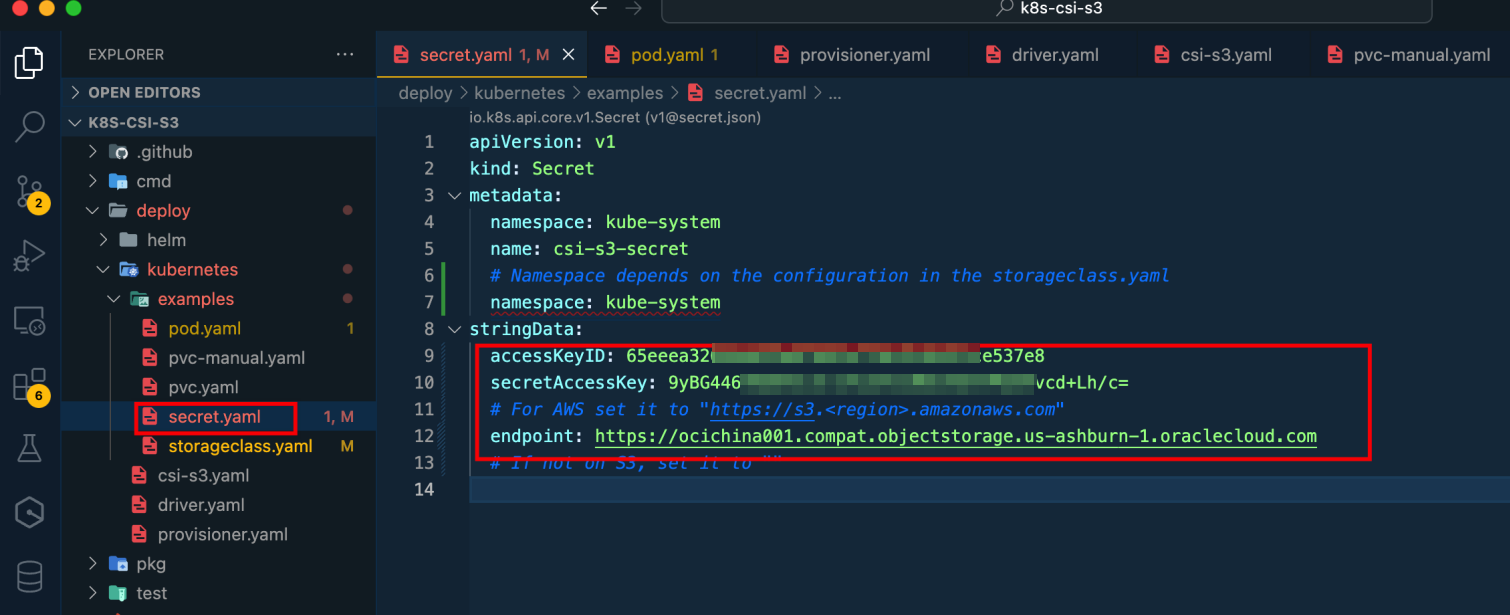 k8s-csi-s3
EXPLORER
secret.yaml 1, M
pod.yaml 1
provisioner.yaml
driver.yaml
csi-s3.yaml
pvc-manual.yaml
OPEN EDITORS
K8S-CSI-S3
.github
cmd
deploy
helm
kubernetes
examples
pod.yaml 1
pvc-manual.yaml
pvc.yaml
secret.yaml 1, M
storageclass.yaml M
csi-s3.yaml
driver.yaml
provisioner.yaml
pkg
test
2
6
deploy > kubernetes > examples > secret.yaml > ...
io.k8s.api.core.v1.Secret (v1@secret.json)
1 apiVersion: v1
2 kind: Secret
3 metadata:
4 namespace: kube-system
5 name: csi-s3-secret
6 # Namespace depends on the configuration in the storageclass.yaml
7 namespace: kube-system
8 stringData:
9 accessKeyID: 65eeea32 e537e8
10 secretAccessKey: 9yBG446 vcd+Lh/c=
11 # For AWS set it to "https://s3.<region>.amazonaws.com"
12 endpoint: https://ocichina001.compat.objectstorage.us-ashburn-1.oraclecloud.com
13 # If not on S3, set it to ""
14